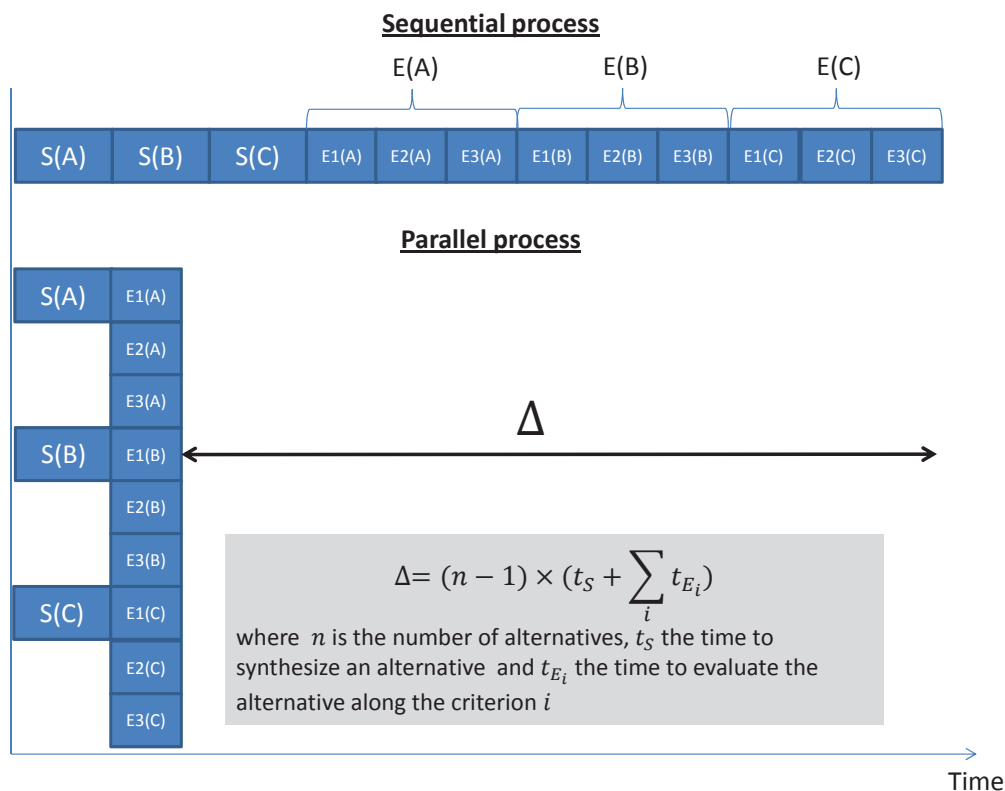 Sequential process
E(A) E(B) E(C)
S(A) S(B) S(C) E1(A) E2(A) E3(A) E1(B) E2(B) E3(B) E1(C) E2(C) E3(C)
Parallel process
S(A) E1(A)
E2(A)
E3(A)
Δ
S(B) E1(B)
E2(B)
E3(B)
Δ= (n − 1) × (t_S + ∑_i t_{E_i})
S(C) E1(C)
where n is the number of alternatives, t_S the time to
synthesize an alternative and t_{E_i} the time to evaluate the
E2(C)
alternative along the criterion i
E3(C)
Time